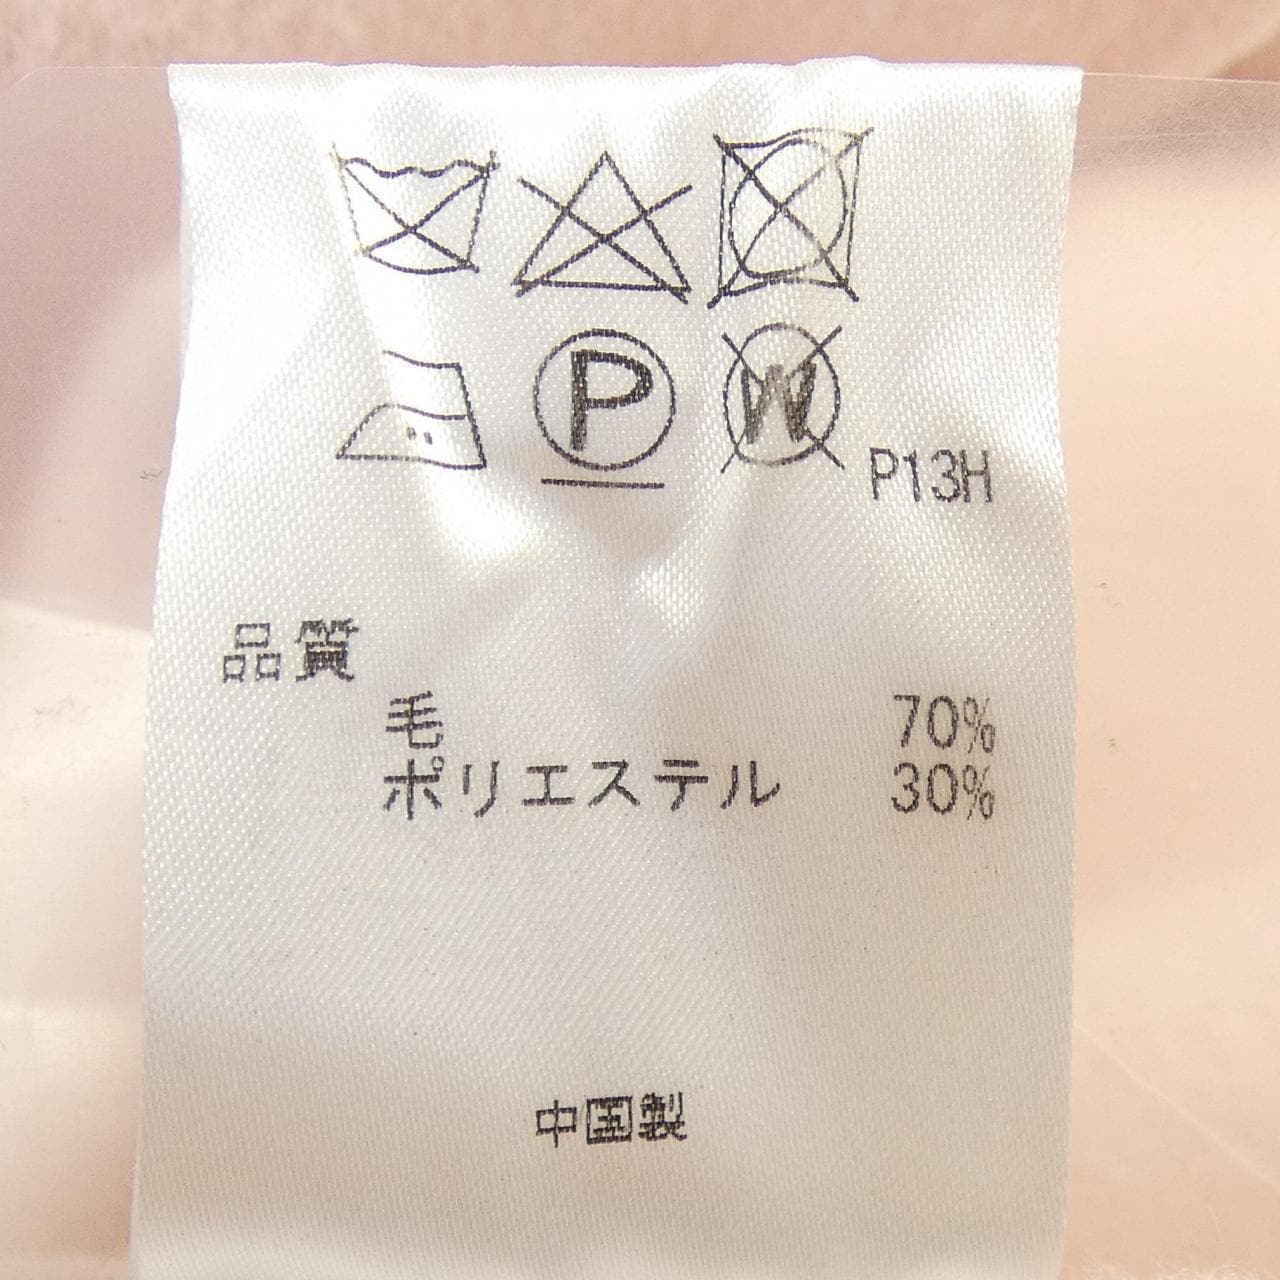 P W
P13H
品質
毛 70%
ポリエステル 30%
中国製